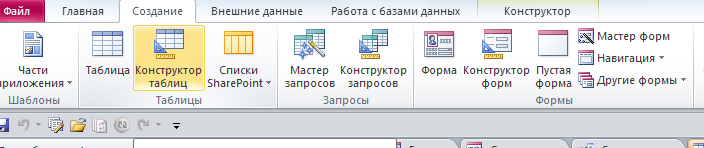 Файл Главная Создание Внешние данные Работа с базами данных Конструктор
Части приложения
Таблица
Конструктор таблиц
Списки SharePoint
Мастер запросов
Конструктор запросов
Форма
Конструктор форм
Пустая форма
Мастер форм
Навигация
Другие формы
Шаблоны Таблицы Запросы Формы